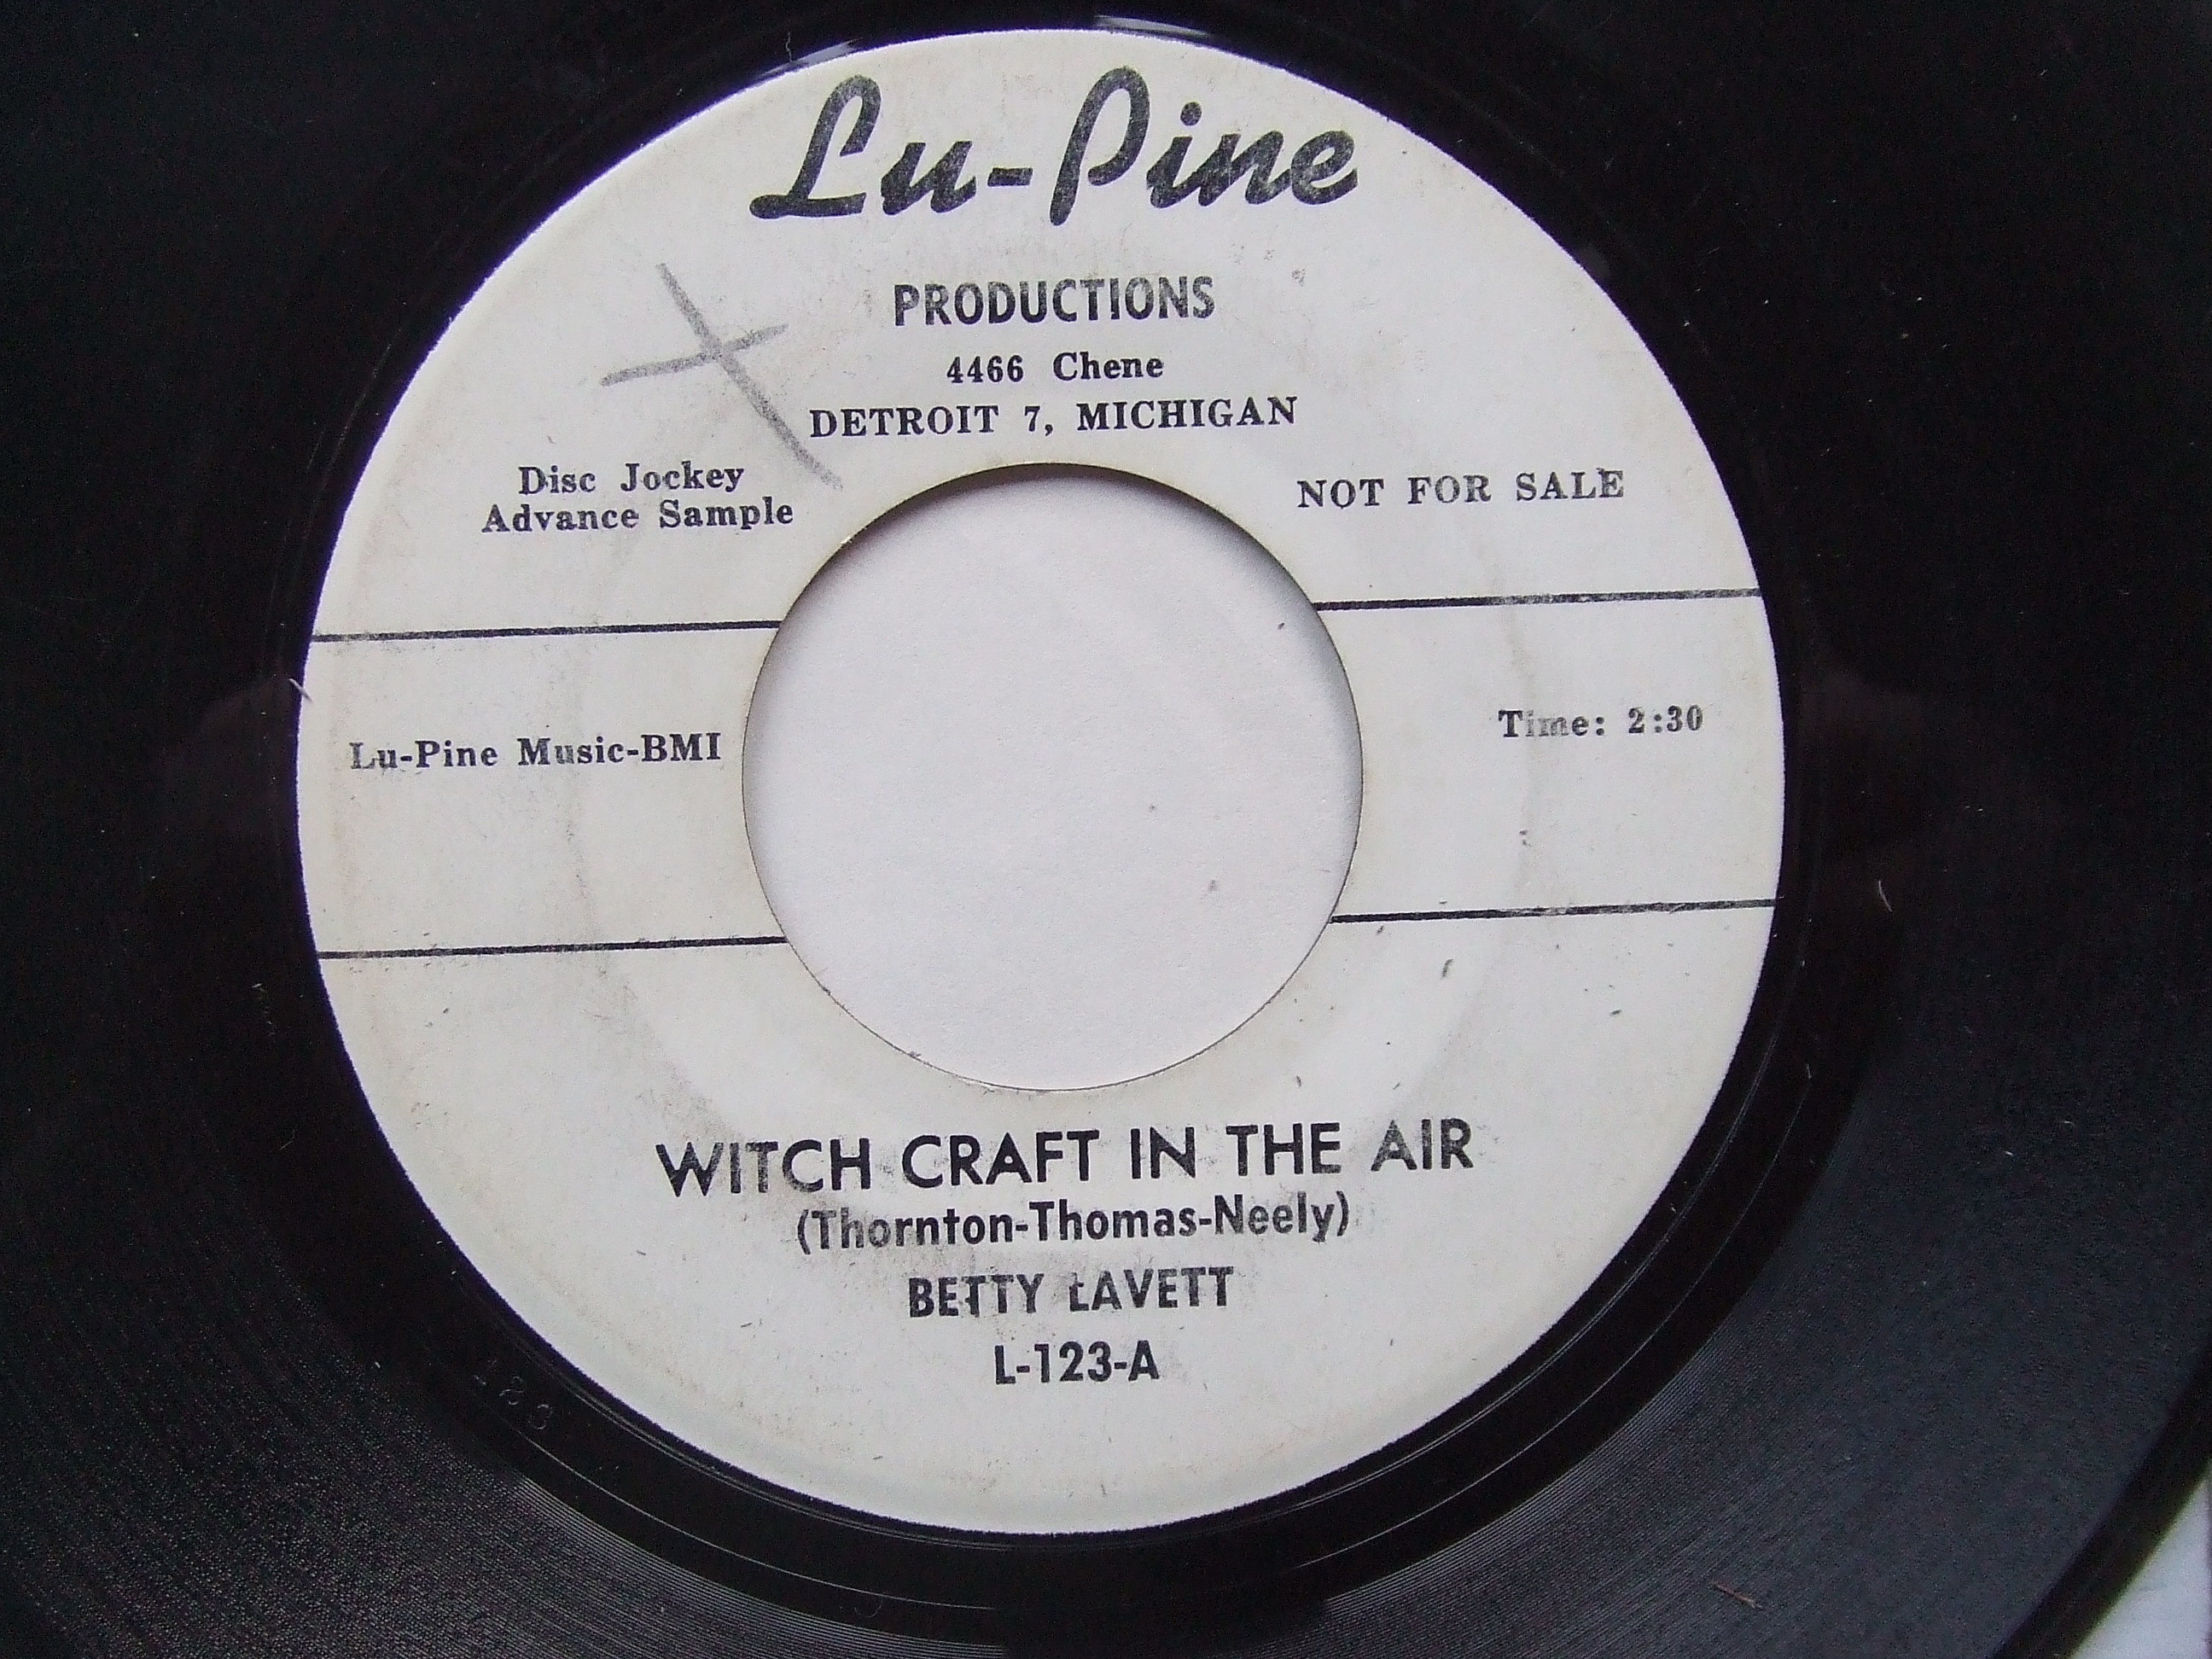 Lu-Pine
PRODUCTIONS
4466 Chene
DETROIT 7, MICHIGAN
Disc Jockey
Advance Sample
NOT FOR SALE
Lu-Pine Music-BMI
Time: 2:30
WITCH CRAFT IN THE AIR
(Thornton-Thomas-Neely)
BETTY LAVETT
L-123-A